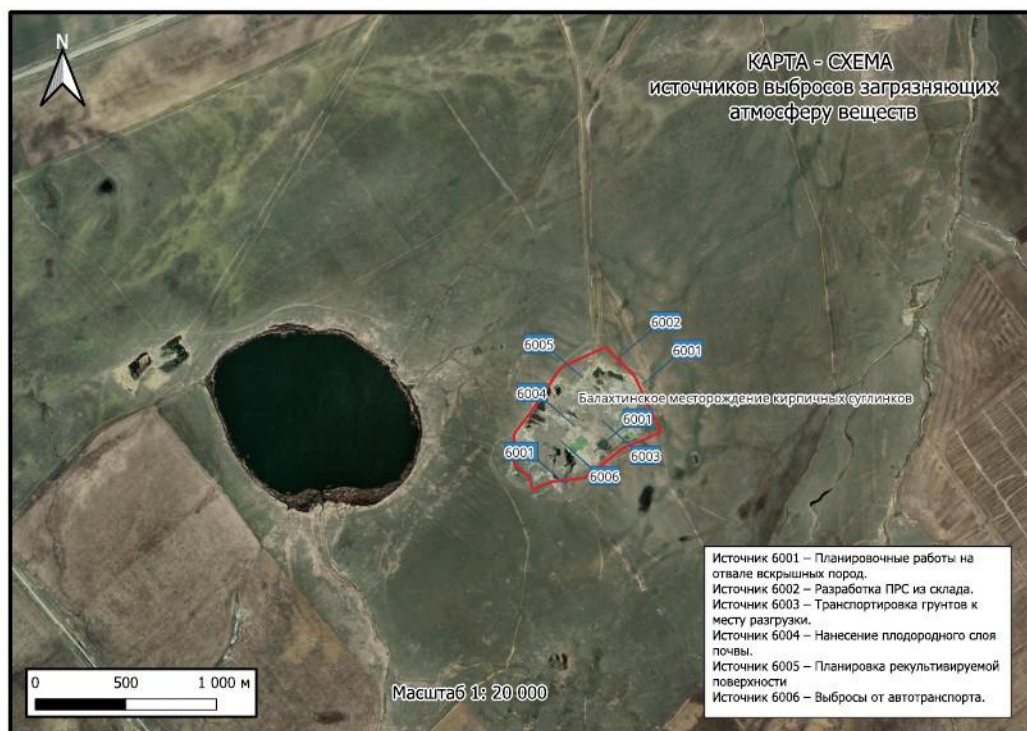 N
КАРТА - СХЕМА
источников выбросов загрязняющих
атмосферу веществ
6002
6005
6001
6004
Балахтинское месторождение кирпичных суглинков
6001
6001
6003
6006
Источник 6001 – Планировочные работы на
отвале вскрышных пород.
Источник 6002 – Разработка ПРС из склада.
Источник 6003 – Транспортировка грунтов к
месту разгрузки.
Источник 6004 – Нанесение плодородного слоя
почвы.
Источник 6005 – Планировка рекультивируемой
поверхности
Источник 6006 – Выбросы от автотранспорта.
0 500 1 000 м
Масштаб 1: 20 000